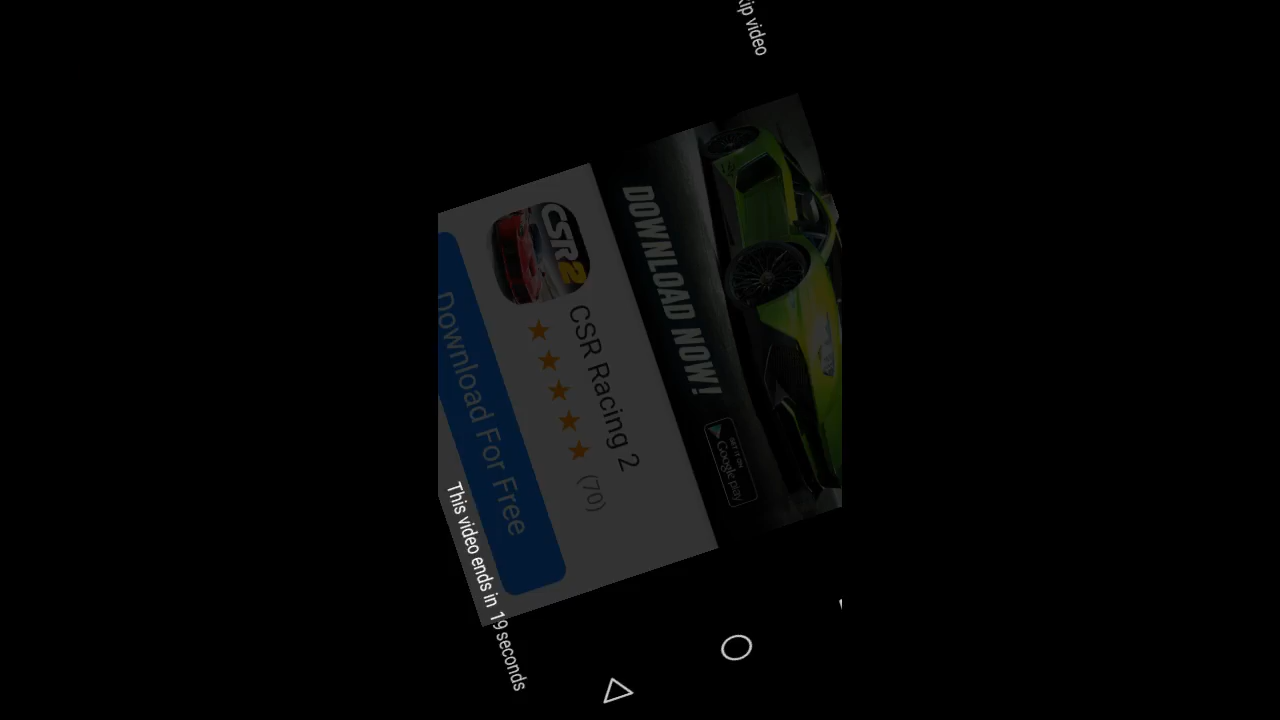 ip video
DOWNLOAD NOW!
GET IT ON
Google play
CSR2
CSR Racing 2
(70)
Download For Free
This video ends in 19 seconds